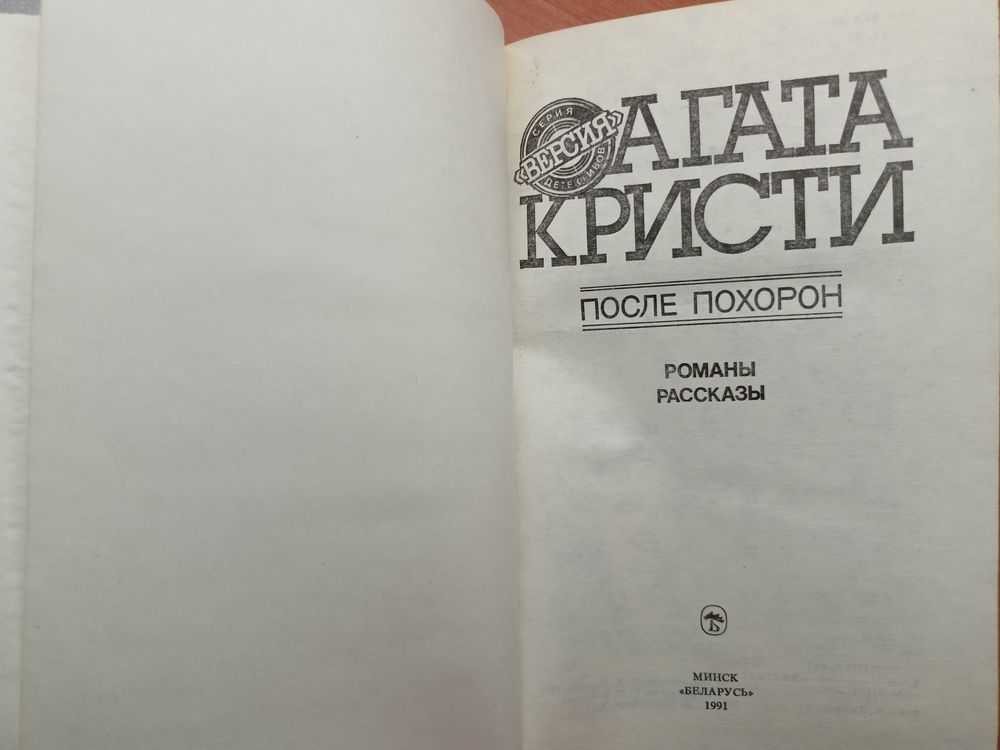 СЕРИЯ
«ВЕРСИЯ»
ДЕТЕКТИВОВ
АГАТА
КРИСТИ
ПОСЛЕ ПОХОРОН
РОМАНЫ
РАССКАЗЫ
Б
МИНСК
«БЕЛАРУСЬ»
1991